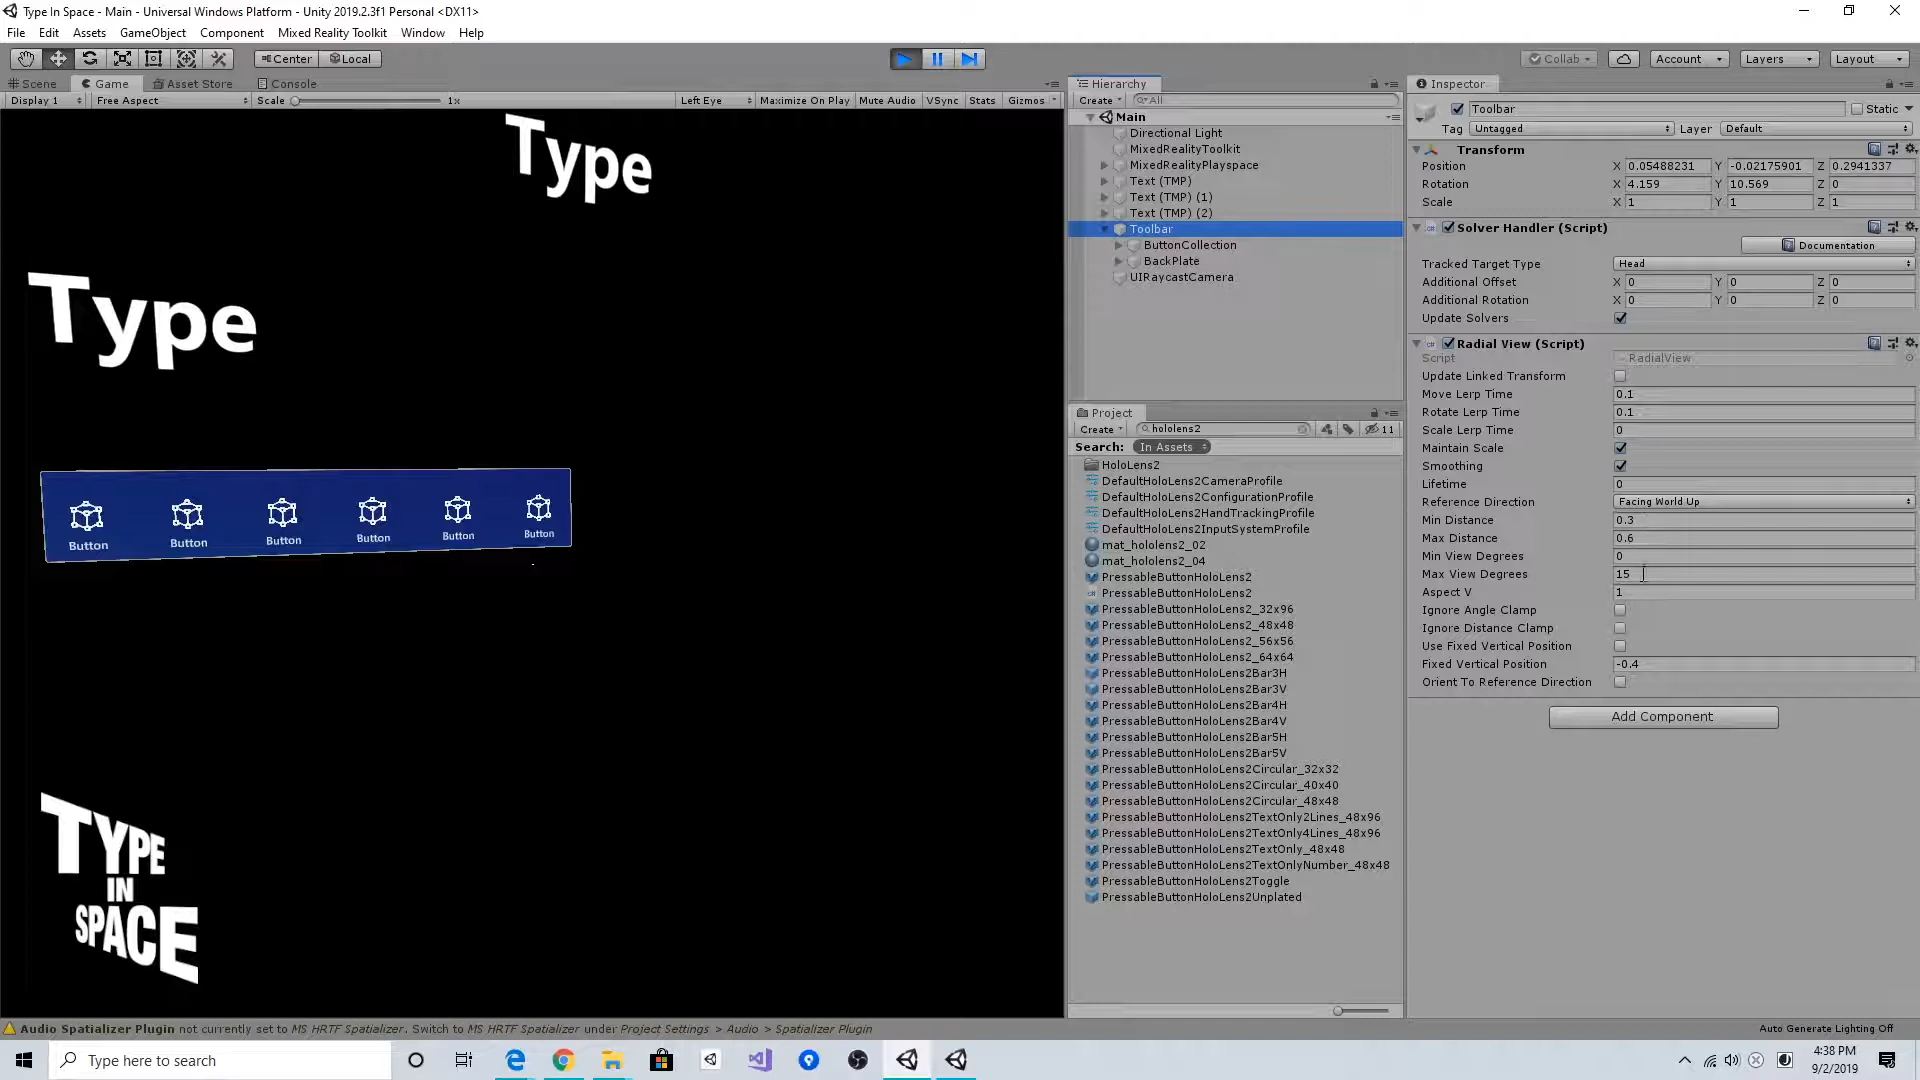 Type In Space - Main - Universal Windows Platform - Unity 2019.2.3f1 Personal <DX11>
File Edit Assets GameObject Component Mixed Reality Toolkit Window Help
Center Local
Collab Account Layers Layout
Scene Game Asset Store Console
Display 1 Free Aspect Scale 1x Left Eye Maximize On Play Mute Audio VSync Stats Gizmos
Type
Type
Button Button Button Button Button Button
TYPE
IN
SPACE
Hierarchy
Create All
Main
Directional Light
MixedRealityToolkit
MixedRealityPlayspace
Text (TMP)
Text (TMP) (1)
Text (TMP) (2)
Toolbar
ButtonCollection
BackPlate
UIRaycastCamera
Project
Create hololens2 11
Search: In Assets
HoloLens2
DefaultHoloLens2CameraProfile
DefaultHoloLens2ConfigurationProfile
DefaultHoloLens2HandTrackingProfile
DefaultHoloLens2InputSystemProfile
mat_hololens2_02
mat_hololens2_04
PressableButtonHoloLens2
PressableButtonHoloLens2
PressableButtonHoloLens2_32x96
PressableButtonHoloLens2_48x48
PressableButtonHoloLens2_56x56
PressableButtonHoloLens2_64x64
PressableButtonHoloLens2Bar3H
PressableButtonHoloLens2Bar3V
PressableButtonHoloLens2Bar4H
PressableButtonHoloLens2Bar4V
PressableButtonHoloLens2Bar5H
PressableButtonHoloLens2Bar5V
PressableButtonHoloLens2Circular_32x32
PressableButtonHoloLens2Circular_40x40
PressableButtonHoloLens2Circular_48x48
PressableButtonHoloLens2TextOnly2Lines_48x96
PressableButtonHoloLens2TextOnly4Lines_48x96
PressableButtonHoloLens2TextOnly_48x48
PressableButtonHoloLens2TextOnlyNumber_48x48
PressableButtonHoloLens2Toggle
PressableButtonHoloLens2Unplated
Inspector
Toolbar Static
Tag Untagged Layer Default
Transform
Position X 0.05488231 Y -0.02175901 Z 0.2941337
Rotation X 4.159 Y 10.569 Z 0
Scale X 1 Y 1 Z 1
Solver Handler (Script)
Documentation
Tracked Target Type Head
Additional Offset X 0 Y 0 Z 0
Additional Rotation X 0 Y 0 Z 0
Update Solvers
Radial View (Script)
Script RadialView
Update Linked Transform
Move Lerp Time 0.1
Rotate Lerp Time 0.1
Scale Lerp Time 0
Maintain Scale
Smoothing
Lifetime 0
Reference Direction Facing World Up
Min Distance 0.3
Max Distance 0.6
Min View Degrees 0
Max View Degrees 15
Aspect V 1
Ignore Angle Clamp
Ignore Distance Clamp
Use Fixed Vertical Position
Fixed Vertical Position -0.4
Orient To Reference Direction
Add Component
Audio Spatializer Plugin not currently set to MS HRTF Spatializer. Switch to MS HRTF Spatializer under Project Settings > Audio > Spatializer Plugin
Auto Generate Lighting Off
Type here to search
4:38 PM
9/2/2019